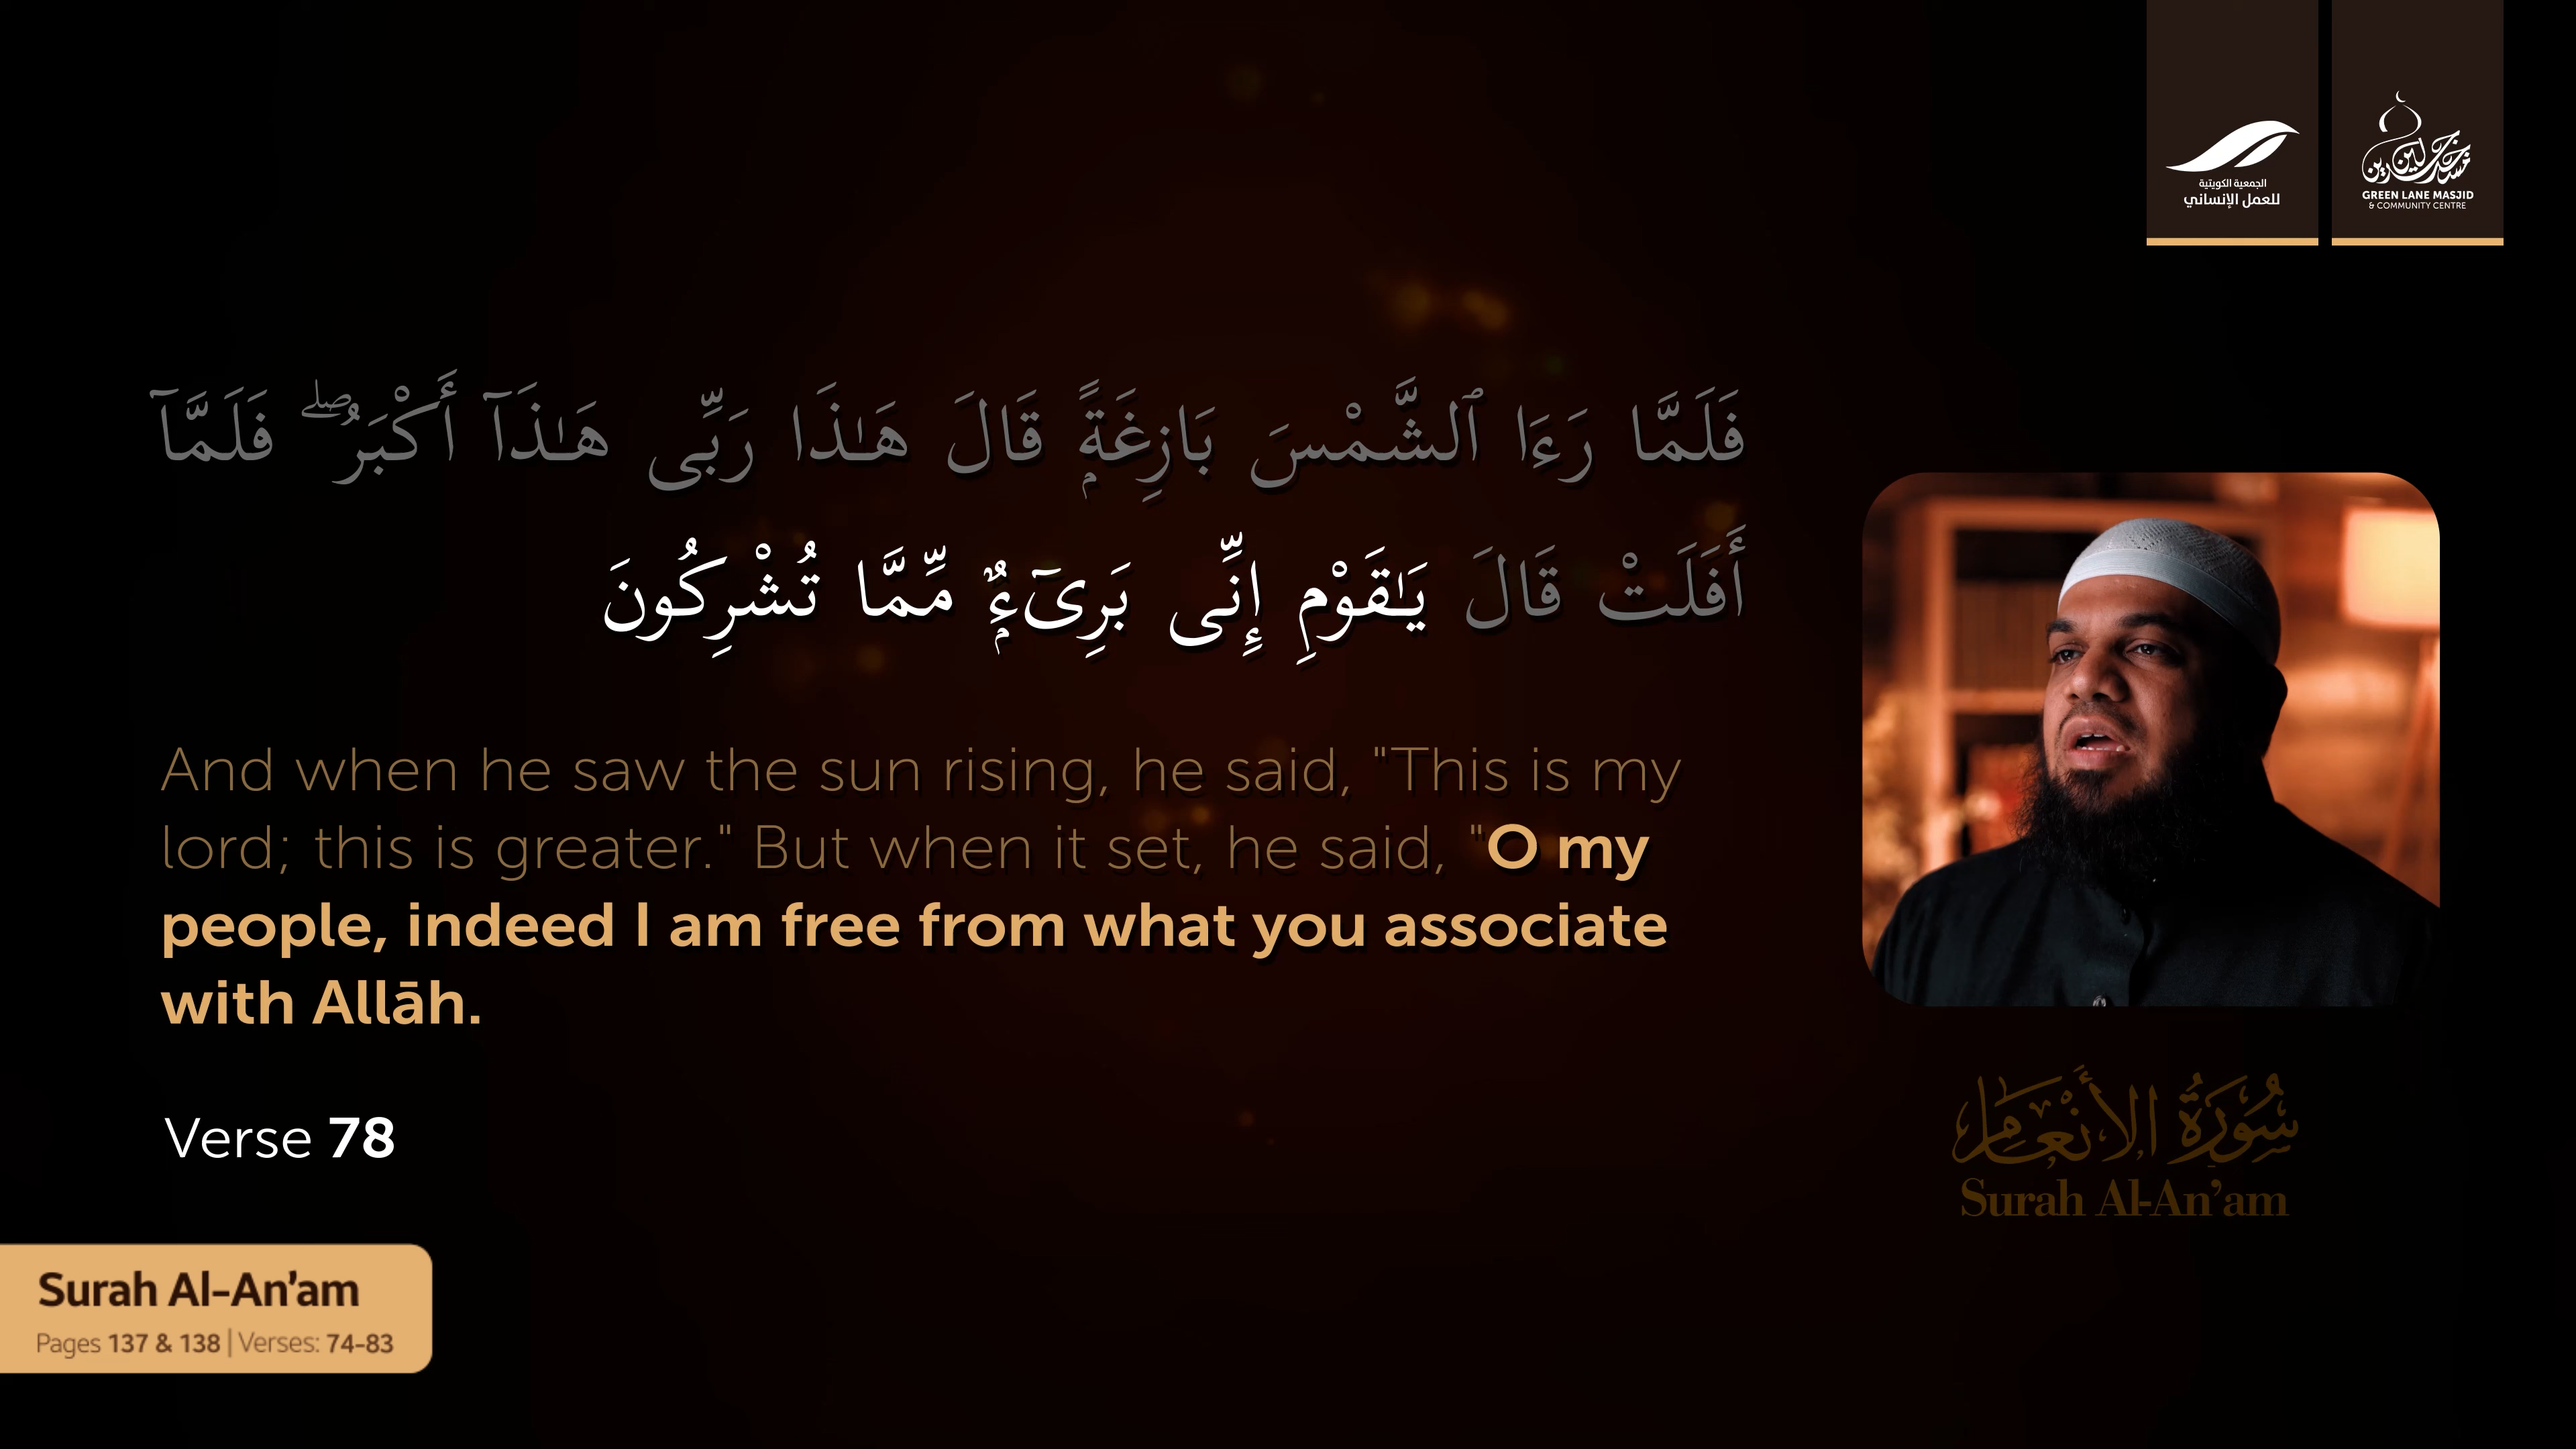 الجمعية الكويتية
للعمل الإنساني
مسجد جرين لين
GREEN LANE MASJID
& COMMUNITY CENTRE
فَلَمَّا رَءَا ٱلشَّمْسَ بَازِغَةًۭ قَالَ هَـٰذَا رَبِّى هَـٰذَآ أَكْبَرُ ۖ فَلَمَّآ
أَفَلَتْ قَالَ يَـٰقَوْمِ إِنِّى بَرِىٓءٌۭ مِّمَّا تُشْرِكُونَ
And when he saw the sun rising, he said, "This is my
lord; this is greater." But when it set, he said, "O my
people, indeed I am free from what you associate
with Allāh.
Verse 78
سُورَةُ الأَنْعَامِ
Surah Al-An’am
Surah Al-An’am
Pages 137 & 138 | Verses: 74-83